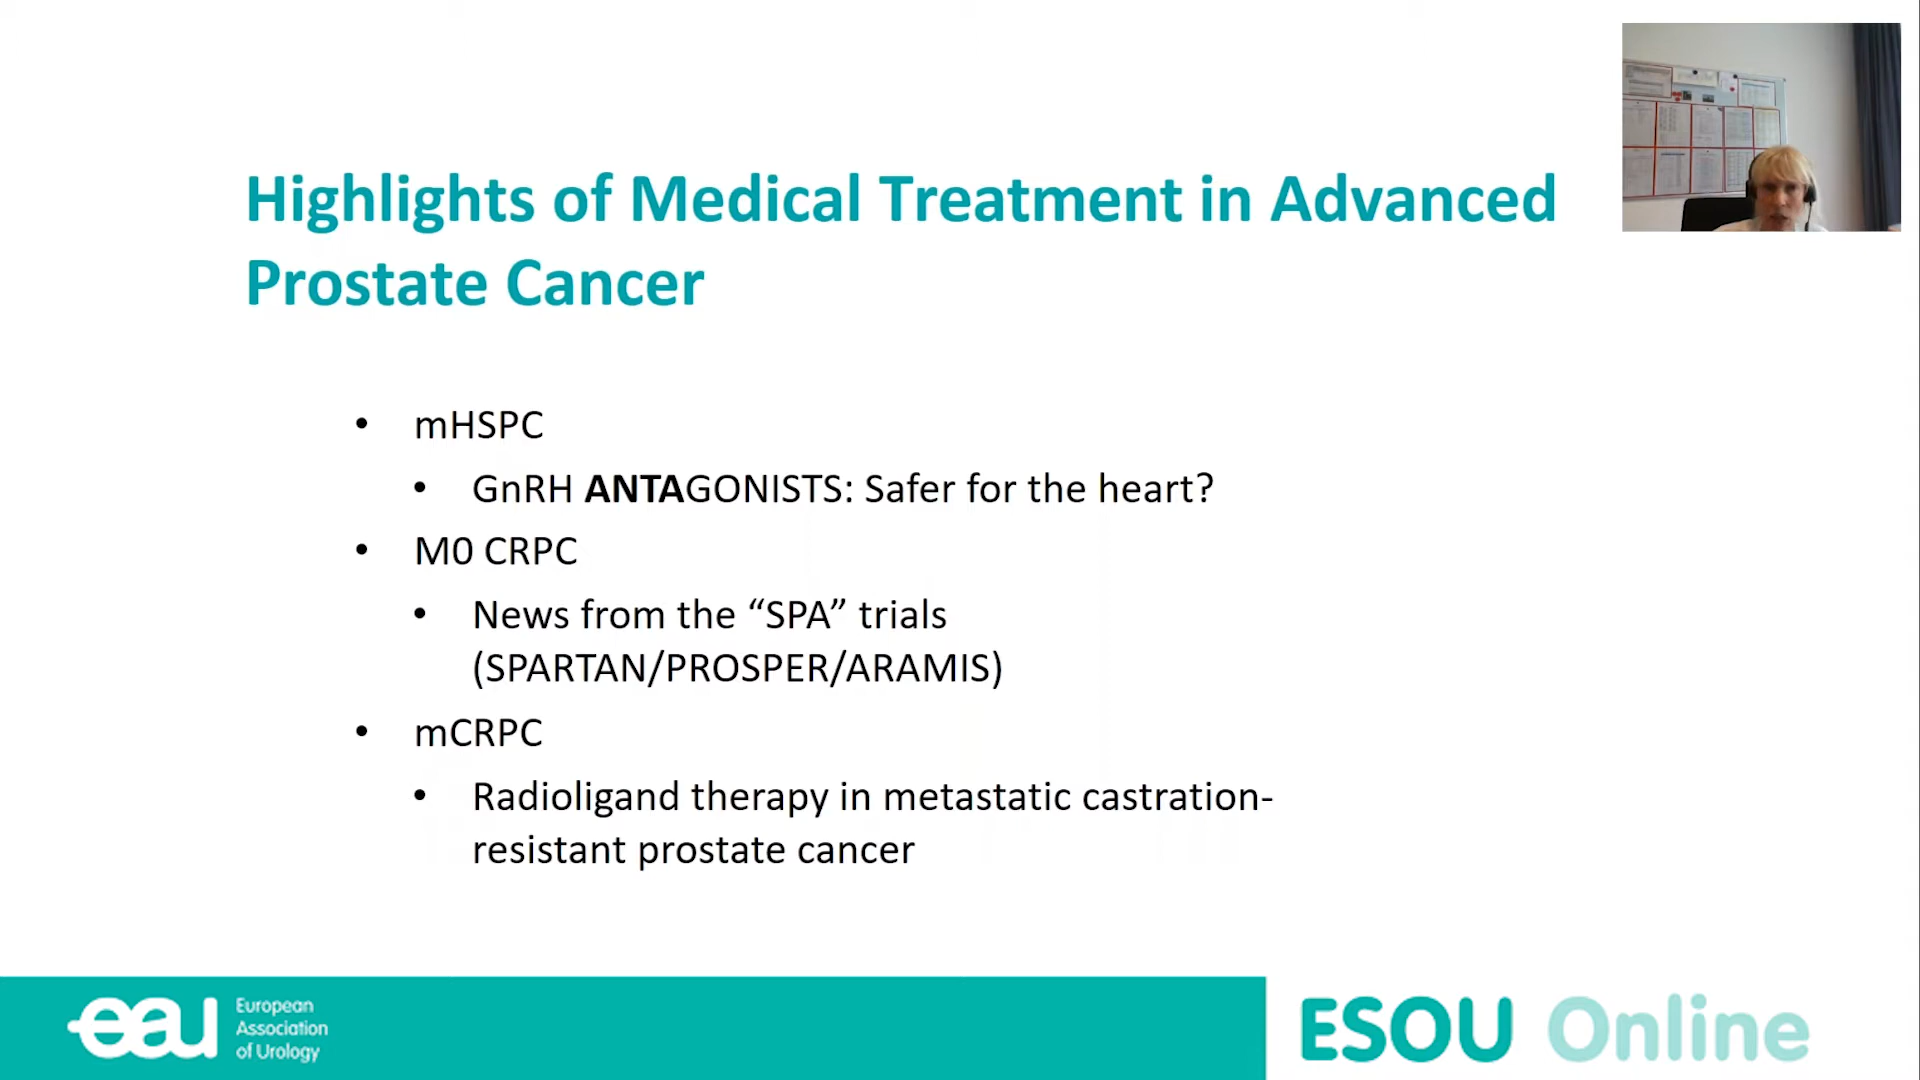 Highlights of Medical Treatment in Advanced
Prostate Cancer
• mHSPC
• GnRH ANTAGONISTS: Safer for the heart?
• M0 CRPC
• News from the “SPA” trials
(SPARTAN/PROSPER/ARAMIS)
• mCRPC
• Radioligand therapy in metastatic castration-
resistant prostate cancer
eau
European
Association
of Urology
ESOU Online